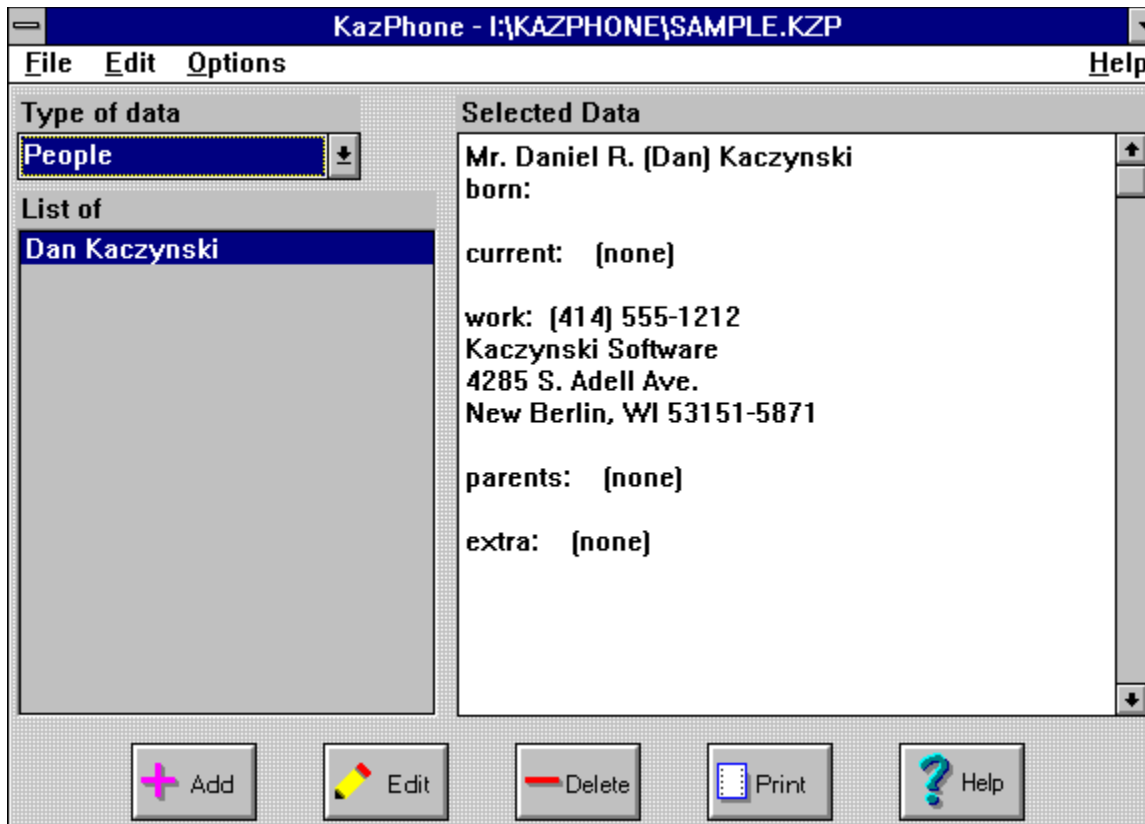 KazPhone - I:\KAZPHONE\SAMPLE.KZP
File Edit Options Help
Type of data
People
List of
Dan Kaczynski
Selected Data
Mr. Daniel R. (Dan) Kaczynski
born:
current: (none)
work: (414) 555-1212
Kaczynski Software
4285 S. Adell Ave.
New Berlin, WI 53151-5871
parents: (none)
extra: (none)
Add Edit Delete Print Help